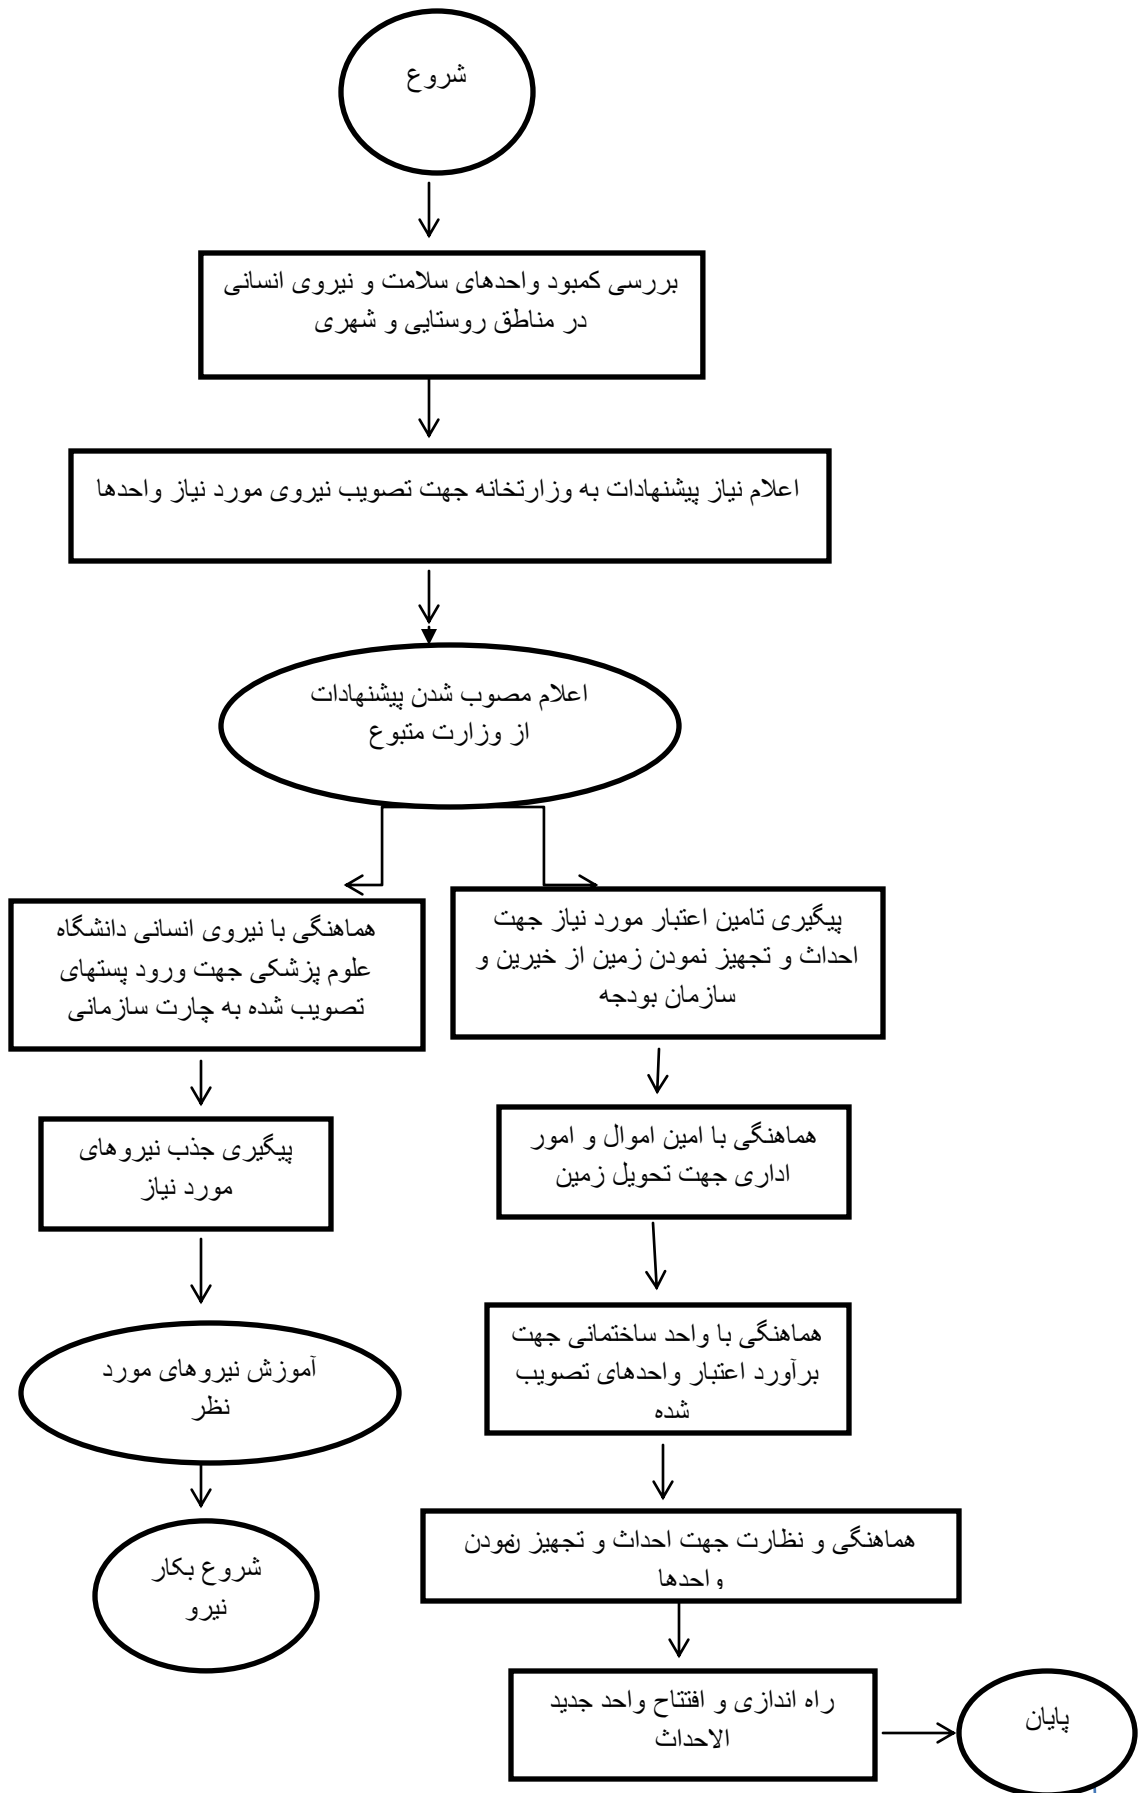 شروع
بررسی کمبود واحدهای سلامت و نیروی انسانی
در مناطق روستایی و شهری
اعلام نیاز پیشنهادات به وزارتخانه جهت تصویب نیروی مورد نیاز واحدها
اعلام مصوب شدن پیشنهادات
از وزارت متبوع
هماهنگی با نیروی انسانی دانشگاه
علوم پزشکی جهت ورود پستهای
تصویب شده به چارت سازمانی
پیگیری جذب نیروهای
مورد نیاز
آموزش نیروهای مورد
نظر
شروع بکار
نیرو
پیگیری تامین اعتبار مورد نیاز جهت
احداث و تجهیز نمودن زمین از خیرین و
سازمان بودجه
هماهنگی با امین اموال و امور
اداری جهت تحویل زمین
هماهنگی با واحد ساختمانی جهت
برآورد اعتبار واحدهای تصویب
شده
هماهنگی و نظارت جهت احداث و تجهیز نمودن
واحدها
راه اندازی و افتتاح واحد جدید
الاحداث
پایان